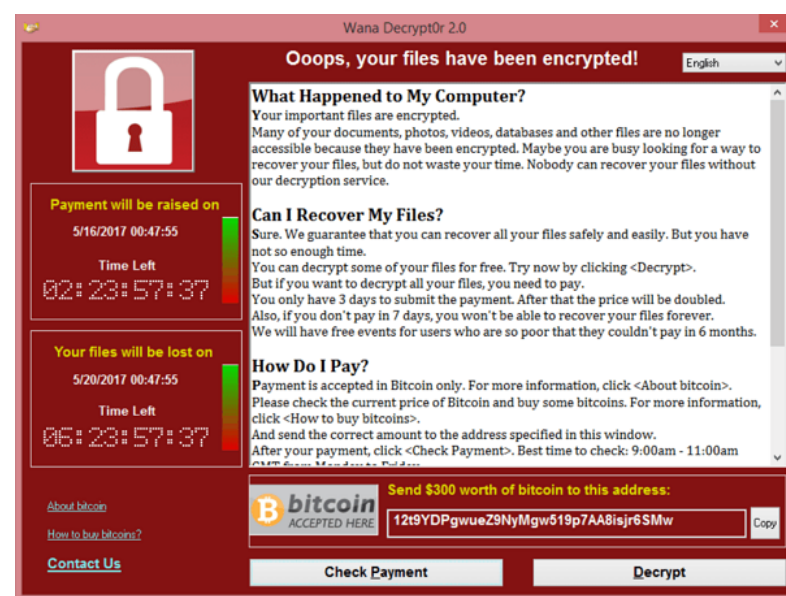 Wana Decrypt0r 2.0
Ooops, your files have been encrypted!
English
Payment will be raised on
5/16/2017 00:47:55
Time Left
02:23:57:37
Your files will be lost on
5/20/2017 00:47:55
Time Left
06:23:57:37
About bitcoin
How to buy bitcoins?
Contact Us
What Happened to My Computer?
Your important files are encrypted.
Many of your documents, photos, videos, databases and other files are no longer
accessible because they have been encrypted. Maybe you are busy looking for a way to
recover your files, but do not waste your time. Nobody can recover your files without
our decryption service.
Can I Recover My Files?
Sure. We guarantee that you can recover all your files safely and easily. But you have
not so enough time.
You can decrypt some of your files for free. Try now by clicking <Decrypt>.
But if you want to decrypt all your files, you need to pay.
You only have 3 days to submit the payment. After that the price will be doubled.
Also, if you don't pay in 7 days, you won't be able to recover your files forever.
We will have free events for users who are so poor that they couldn't pay in 6 months.
How Do I Pay?
Payment is accepted in Bitcoin only. For more information, click <About bitcoin>.
Please check the current price of Bitcoin and buy some bitcoins. For more information,
click <How to buy bitcoins>.
And send the correct amount to the address specified in this window.
After your payment, click <Check Payment>. Best time to check: 9:00am - 11:00am
GMT from Monday to Friday
bitcoin
ACCEPTED HERE
Send $300 worth of bitcoin to this address:
12t9YDPgwueZ9NyMgw519p7AA8isjr6SMw
Copy
Check Payment
Decrypt